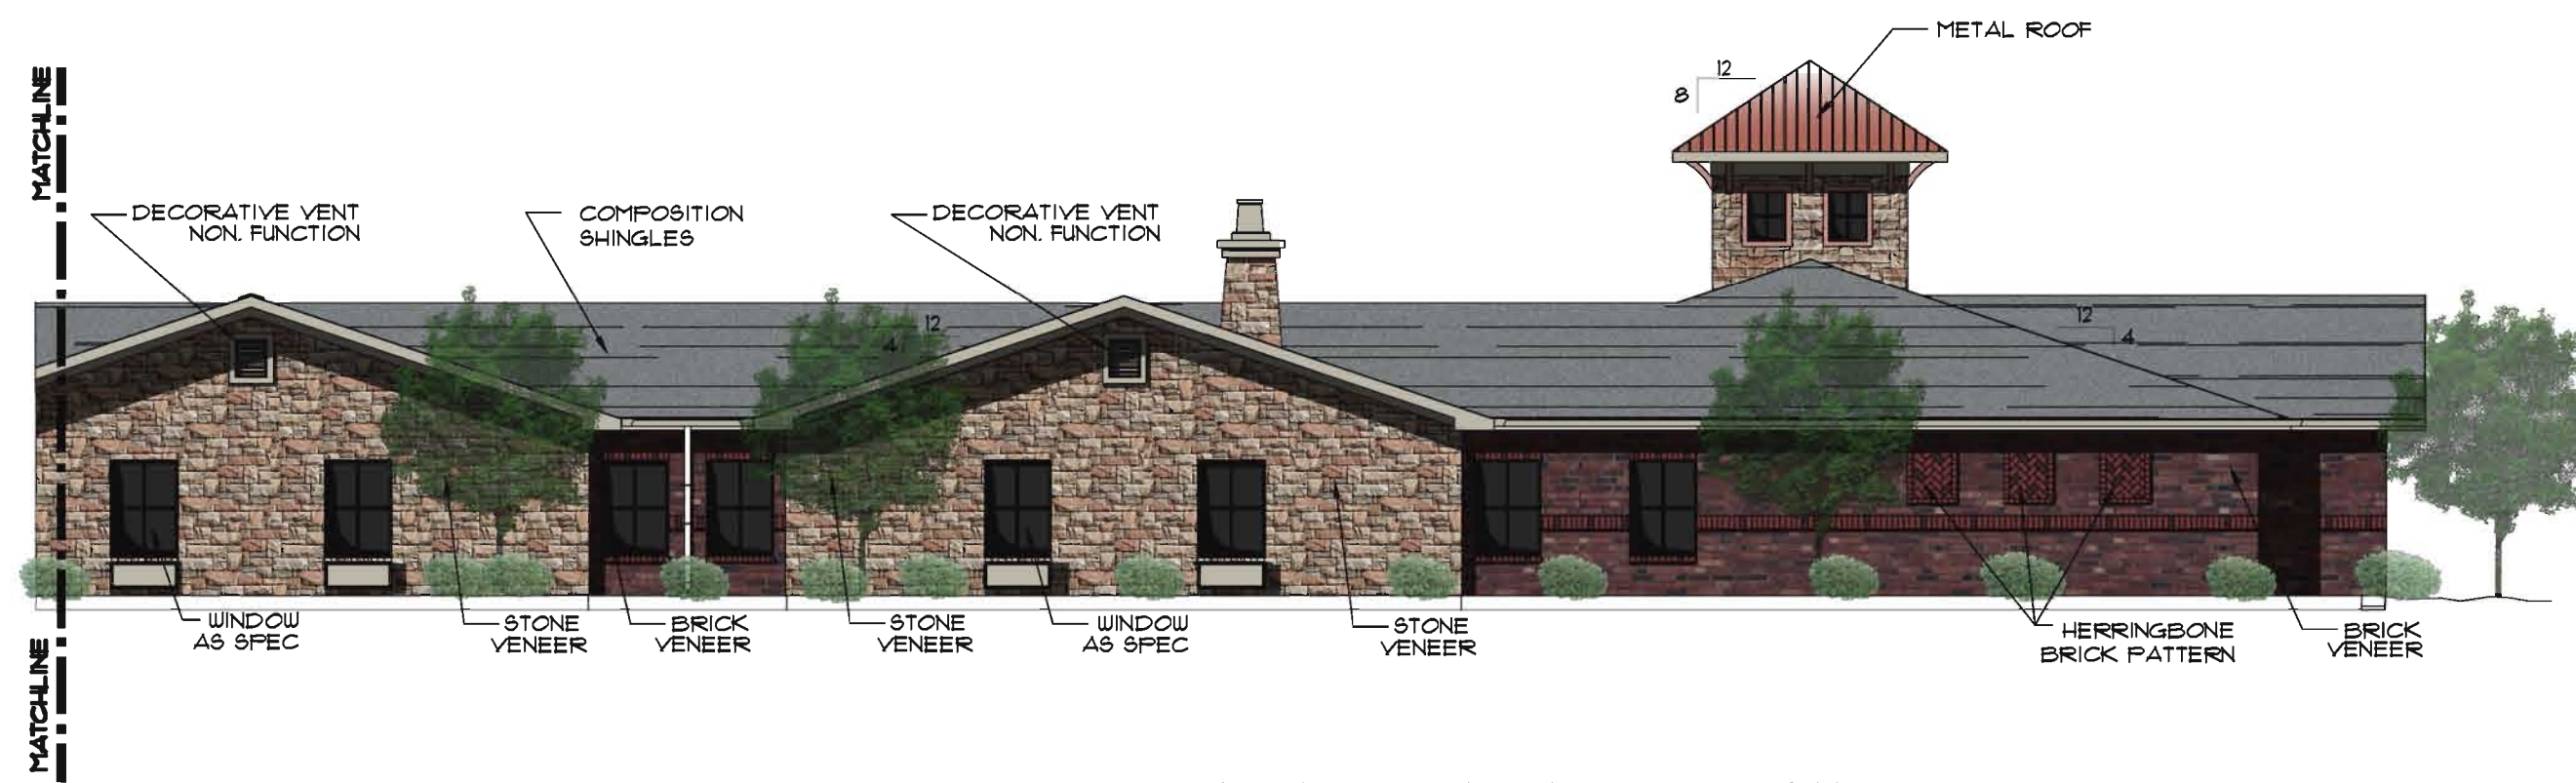 METAL ROOF
12
8
MATCHLINE
DECORATIVE VENT
NON. FUNCTION
COMPOSITION
SHINGLES
DECORATIVE VENT
NON. FUNCTION
12
4
12
4
WINDOW
AS SPEC
STONE
VENEER
BRICK
VENEER
STONE
VENEER
WINDOW
AS SPEC
STONE
VENEER
HERRINGBONE
BRICK PATTERN
BRICK
VENEER
MATCHLINE